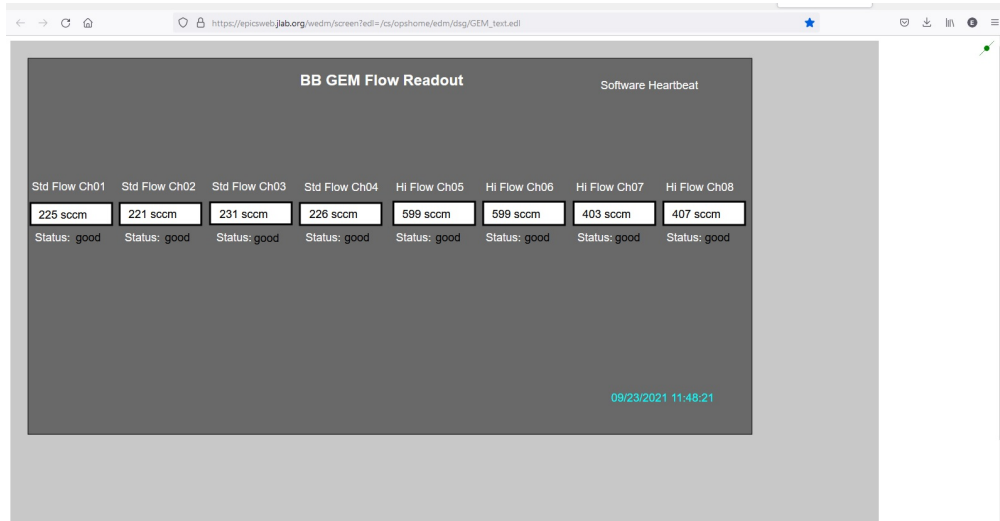 https://epicsweb.jlab.org/wedm/screen?edl=/cs/opshome/edm/dsg/GEM_text.edl
E
BB GEM Flow Readout
Software Heartbeat
Std Flow Ch01 Std Flow Ch02 Std Flow Ch03 Std Flow Ch04 Hi Flow Ch05 Hi Flow Ch06 Hi Flow Ch07 Hi Flow Ch08
225 sccm 221 sccm 231 sccm 226 sccm 599 sccm 599 sccm 403 sccm 407 sccm
Status: good Status: good Status: good Status: good Status: good Status: good Status: good Status: good
09/23/2021 11:48:21